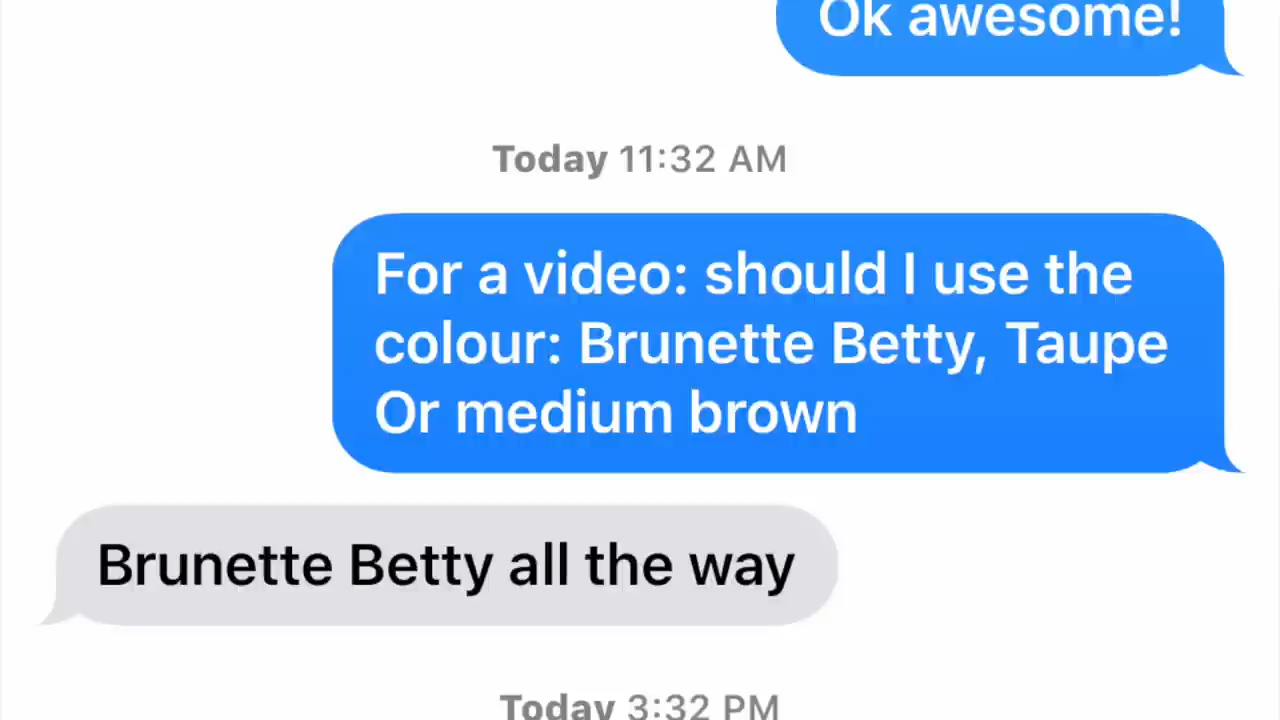 Ok awesome!
Today 11:32 AM
For a video: should I use the
colour: Brunette Betty, Taupe
Or medium brown
Brunette Betty all the way
Today 3:32 PM